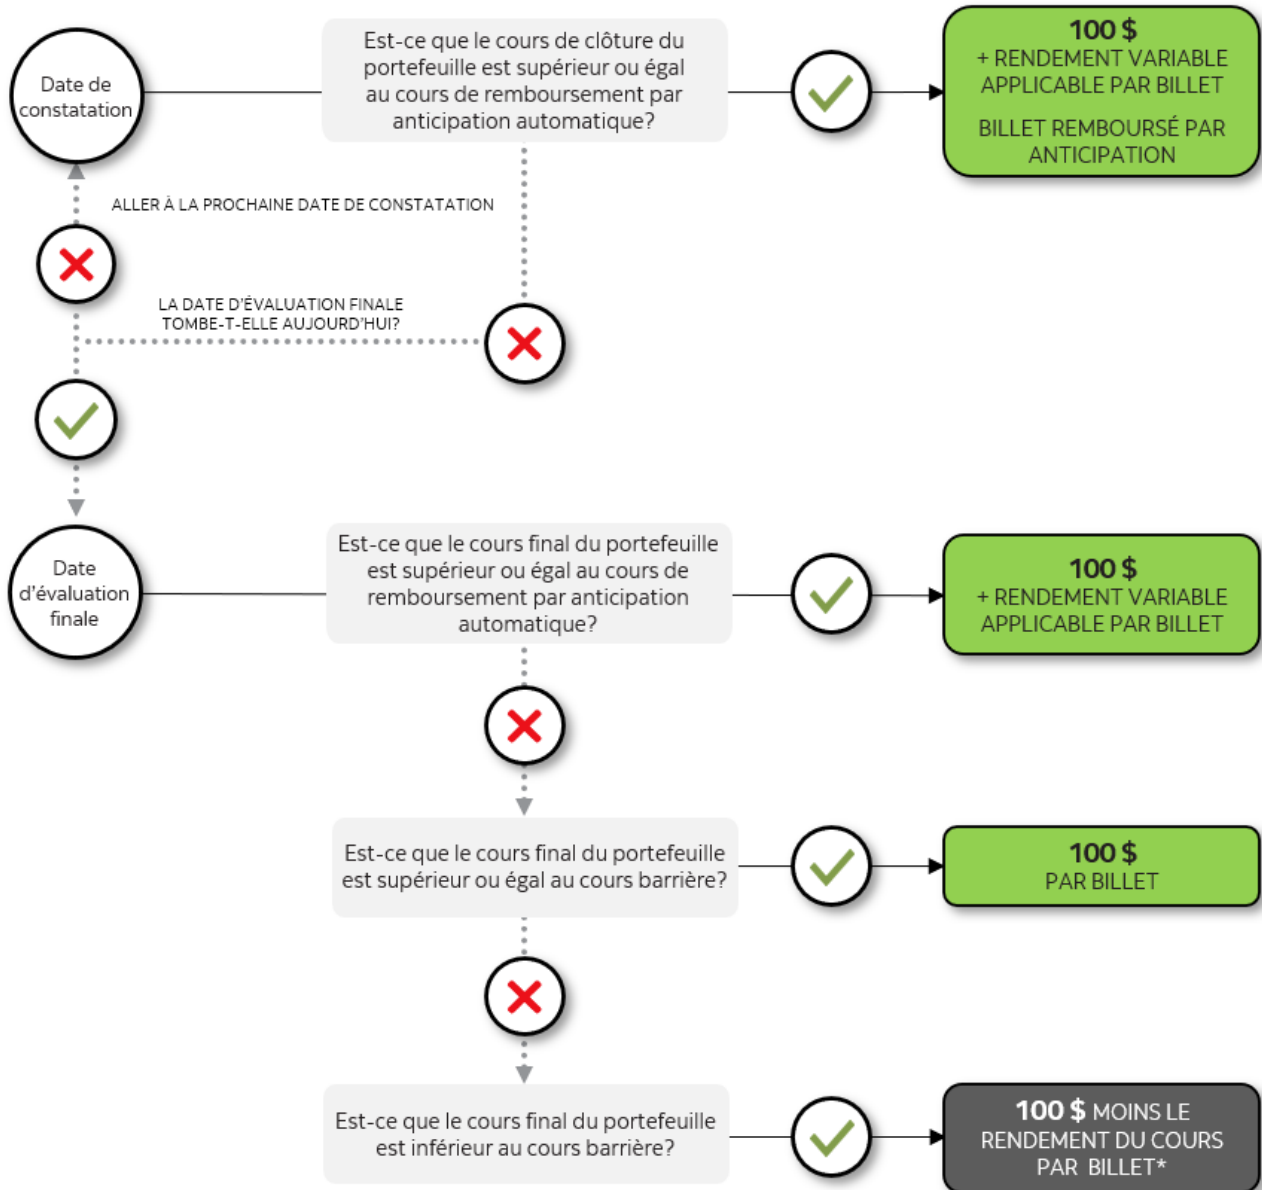 Date de
constatation
Est-ce que le cours de clôture du
portefeuille est supérieur ou égal
au cours de remboursement par
anticipation automatique?
100 $
+ RENDEMENT VARIABLE
APPLICABLE PAR BILLET
BILLET REMBOURSÉ PAR
ANTICIPATION
ALLER À LA PROCHAINE DATE DE CONSTATATION
LA DATE D'ÉVALUATION FINALE
TOMBE-T-ELLE AUJOURD'HUI?
Date
d'évaluation
finale
Est-ce que le cours final du portefeuille
est supérieur ou égal au cours de
remboursement par anticipation
automatique?
100 $
+ RENDEMENT VARIABLE
APPLICABLE PAR BILLET
Est-ce que le cours final du portefeuille
est supérieur ou égal au cours barrière?
100 $
PAR BILLET
Est-ce que le cours final du portefeuille
est inférieur au cours barrière?
100 $ MOINS LE
RENDEMENT DU COURS
PAR BILLET*